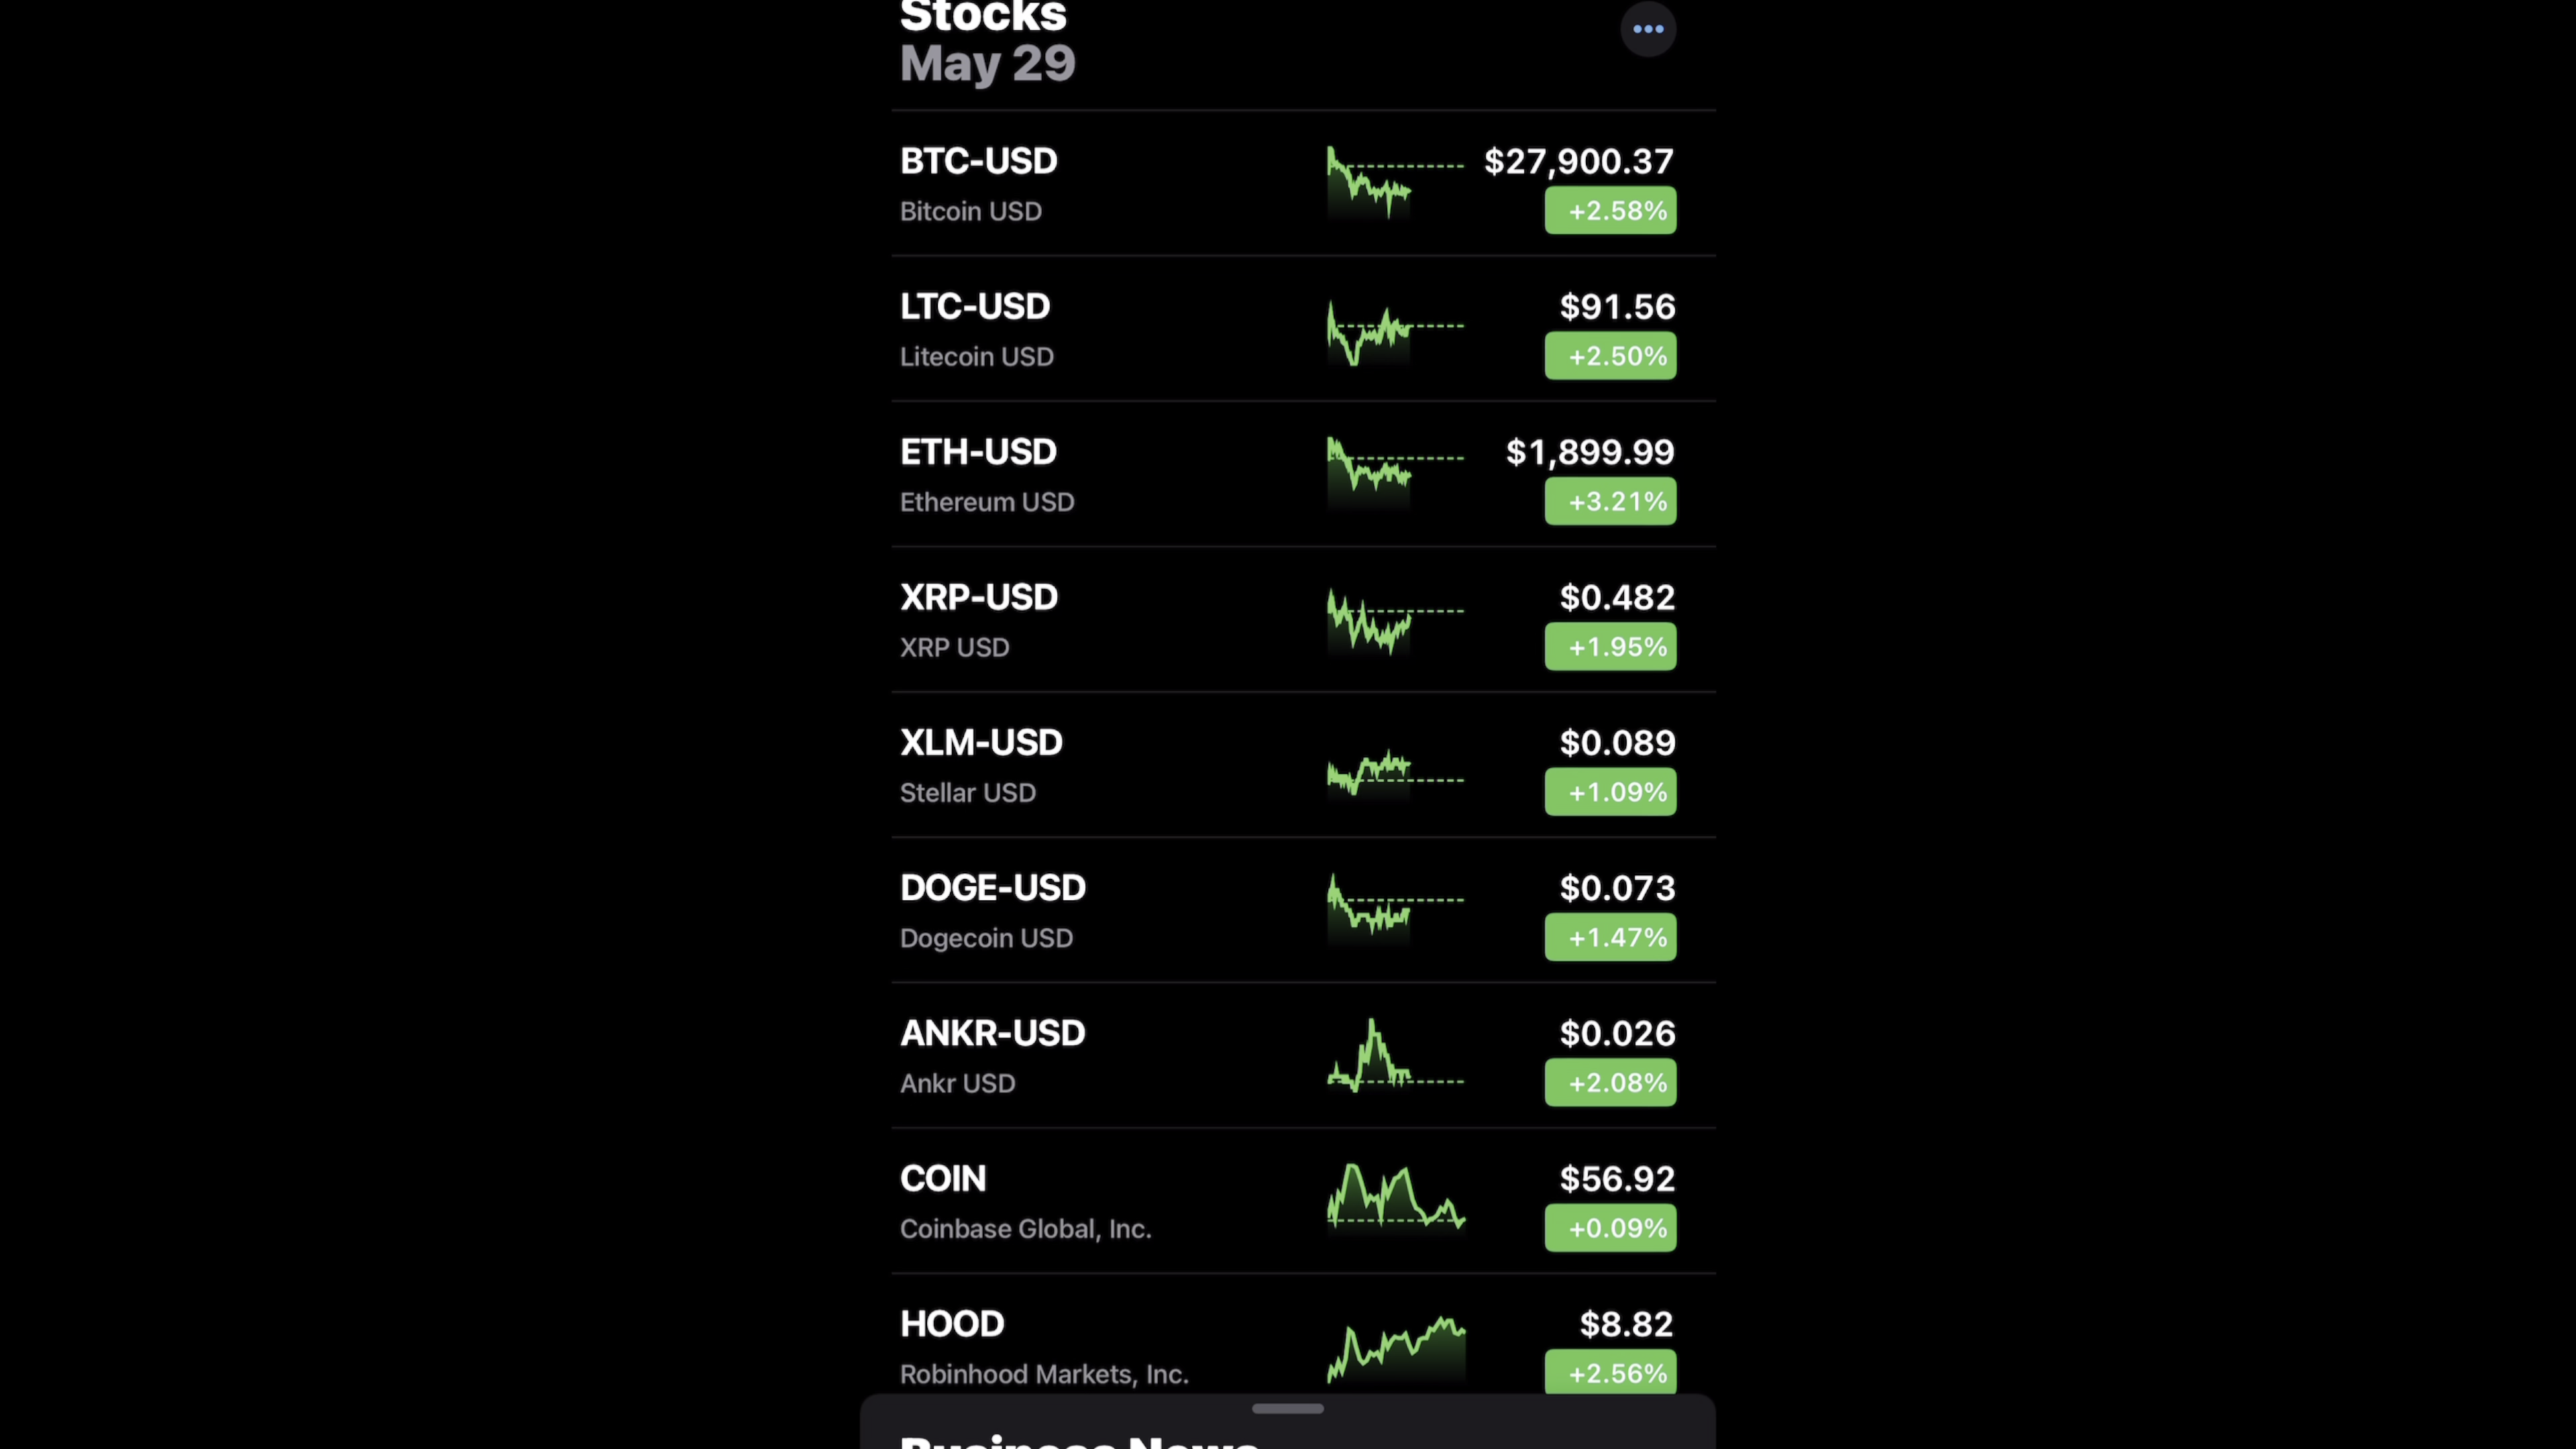 Stocks
May 29
BTC-USD
$27,900.37
Bitcoin USD
+2.58%
LTC-USD
$91.56
Litecoin USD
+2.50%
ETH-USD
$1,899.99
Ethereum USD
+3.21%
XRP-USD
$0.482
XRP USD
+1.95%
XLM-USD
$0.089
Stellar USD
+1.09%
DOGE-USD
$0.073
Dogecoin USD
+1.47%
ANKR-USD
$0.026
Ankr USD
+2.08%
COIN
$56.92
Coinbase Global, Inc.
+0.09%
HOOD
$8.82
Robinhood Markets, Inc.
+2.56%
Business News